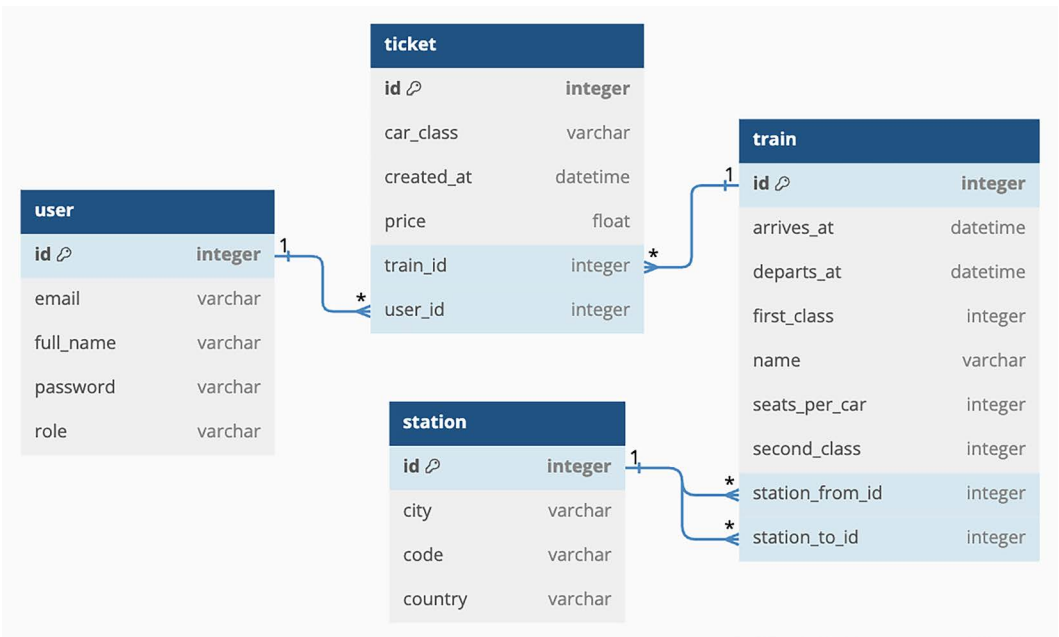 ticket
id integer
car_class varchar
created_at datetime
price float
train_id integer
user_id integer
user
id integer
email varchar
full_name varchar
password varchar
role varchar
train
id integer
arrives_at datetime
departs_at datetime
first_class integer
name varchar
seats_per_car integer
second_class integer
station_from_id integer
station_to_id integer
station
id integer
city varchar
code varchar
country varchar
1
*
1
*
1
*
*